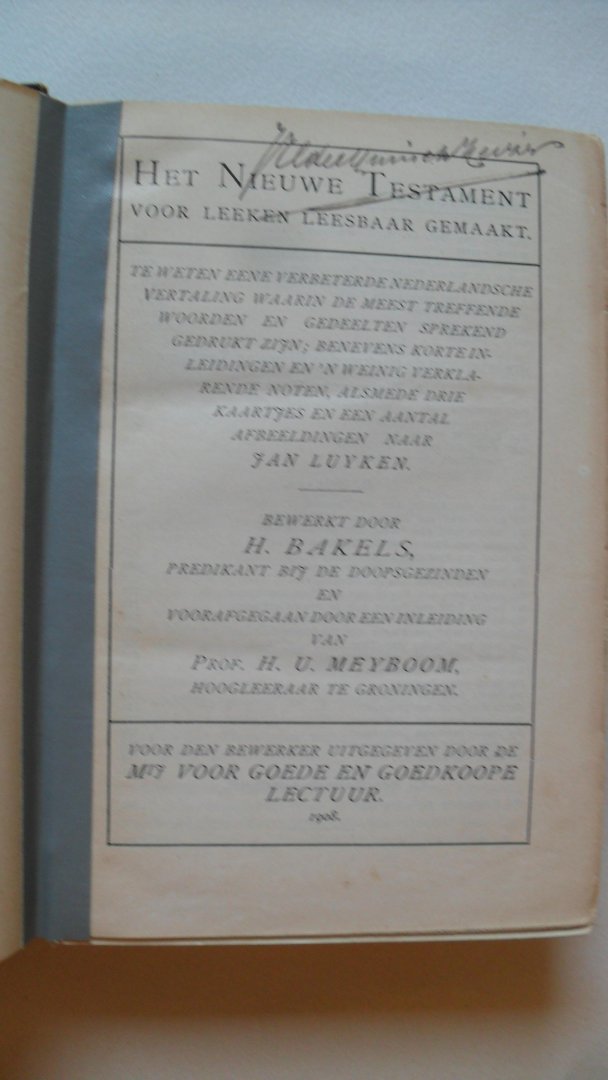 HET NIEUWE TESTAMENT
VOOR LEEKEN LEESBAAR GEMAAKT.
TE WETEN EENE VERBETERDE NEDERLANDSCHE
VERTALING WAARIN DE MEEST TREFFENDE
WOORDEN EN GEDEELTEN SPREKEND
GEDRUKT ZIJN; BENEVENS KORTE IN-
LEIDINGEN EN 'N WEINIG VERKLA-
RENDE NOTEN, ALSMEDE DRIE
KAARTJES EN EEN AANTAL
AFBEELDINGEN NAAR
JAN LUYKEN.
BEWERKT DOOR
H. BAKELS,
PREDIKANT BIJ DE DOOPSGEZINDEN
EN
VOORAFGEGAAN DOOR EEN INLEIDING
VAN
PROF. H. U. MEYBOOM,
HOOGLEERAAR TE GRONINGEN.
VOOR DEN BEWERKER UITGEGEVEN DOOR DE
MTIJ VOOR GOEDE EN GOEDKOOPE
LECTUUR.
1908.